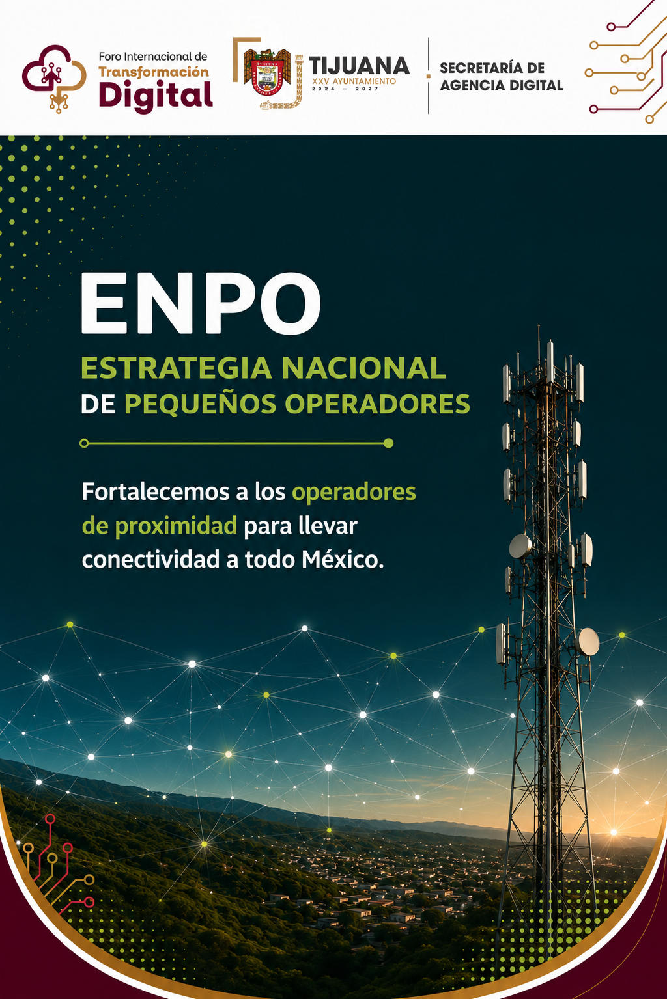 Foro Internacional de
Transformación
Digital
TIJUANA
XXV AYUNTAMIENTO
2024 – 2027
SECRETARÍA DE
AGENCIA DIGITAL
ENPO
ESTRATEGIA NACIONAL
DE PEQUEÑOS OPERADORES
Fortalecemos a los operadores
de proximidad para llevar
conectividad a todo México.